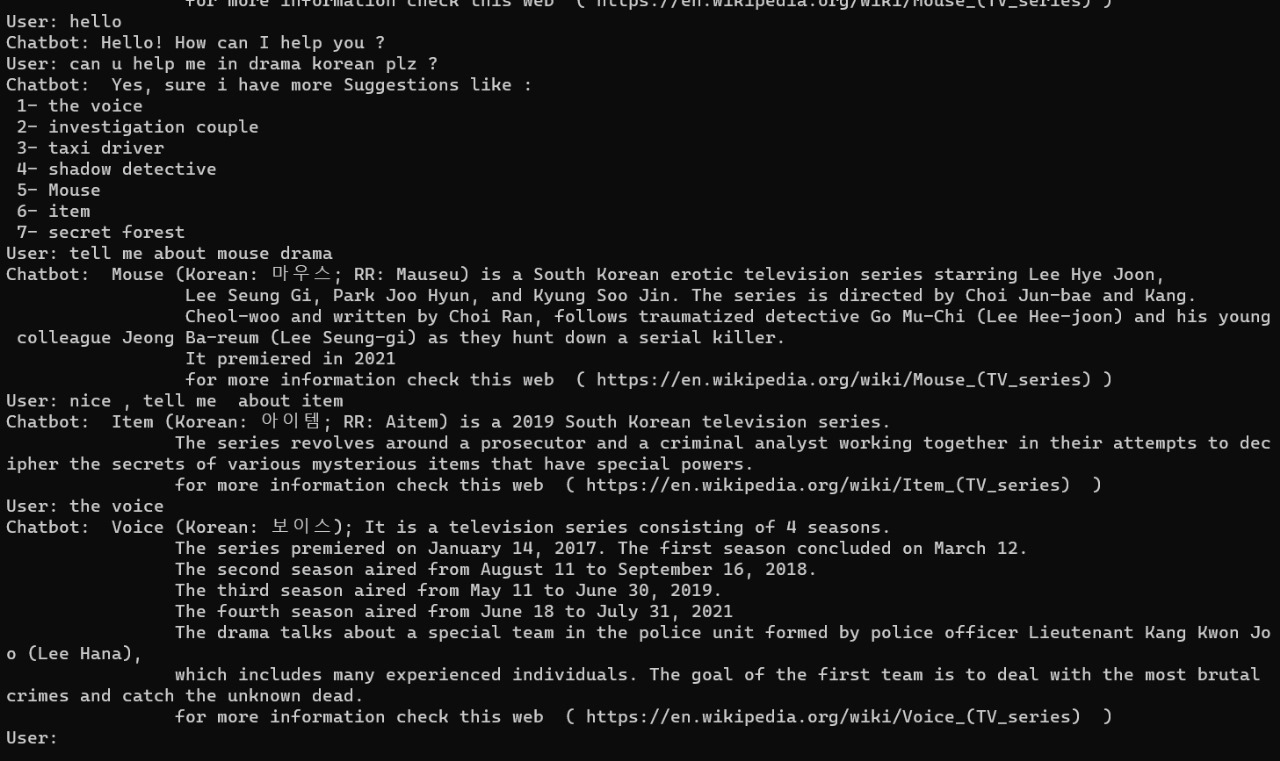 for more information check this web  ( https://en.wikipedia.org/wiki/Mouse_(TV_series) )
User: hello
Chatbot: Hello! How can I help you ?
User: can u help me in drama korean plz ?
Chatbot:  Yes, sure i have more Suggestions like :
1- the voice
2- investigation couple
3- taxi driver
4- shadow detective
5- Mouse
6- item
7- secret forest
User: tell me about mouse drama
Chatbot:  Mouse (Korean: 마우스; RR: Mauseu) is a South Korean erotic television series starring Lee Hye Joon,
Lee Seung Gi, Park Joo Hyun, and Kyung Soo Jin. The series is directed by Choi Jun-bae and Kang.
Cheol-woo and written by Choi Ran, follows traumatized detective Go Mu-Chi (Lee Hee-joon) and his young
colleague Jeong Ba-reum (Lee Seung-gi) as they hunt down a serial killer.
It premiered in 2021
for more information check this web  ( https://en.wikipedia.org/wiki/Mouse_(TV_series) )
User: nice , tell me  about item
Chatbot:  Item (Korean: 아이템; RR: Aitem) is a 2019 South Korean television series.
The series revolves around a prosecutor and a criminal analyst working together in their attempts to dec
ipher the secrets of various mysterious items that have special powers.
for more information check this web  ( https://en.wikipedia.org/wiki/Item_(TV_series)  )
User: the voice
Chatbot:  Voice (Korean: 보이스); It is a television series consisting of 4 seasons.
The series premiered on January 14, 2017. The first season concluded on March 12.
The second season aired from August 11 to September 16, 2018.
The third season aired from May 11 to June 30, 2019.
The fourth season aired from June 18 to July 31, 2021
The drama talks about a special team in the police unit formed by police officer Lieutenant Kang Kwon Jo
o (Lee Hana),
which includes many experienced individuals. The goal of the first team is to deal with the most brutal
crimes and catch the unknown dead.
for more information check this web  ( https://en.wikipedia.org/wiki/Voice_(TV_series)  )
User: